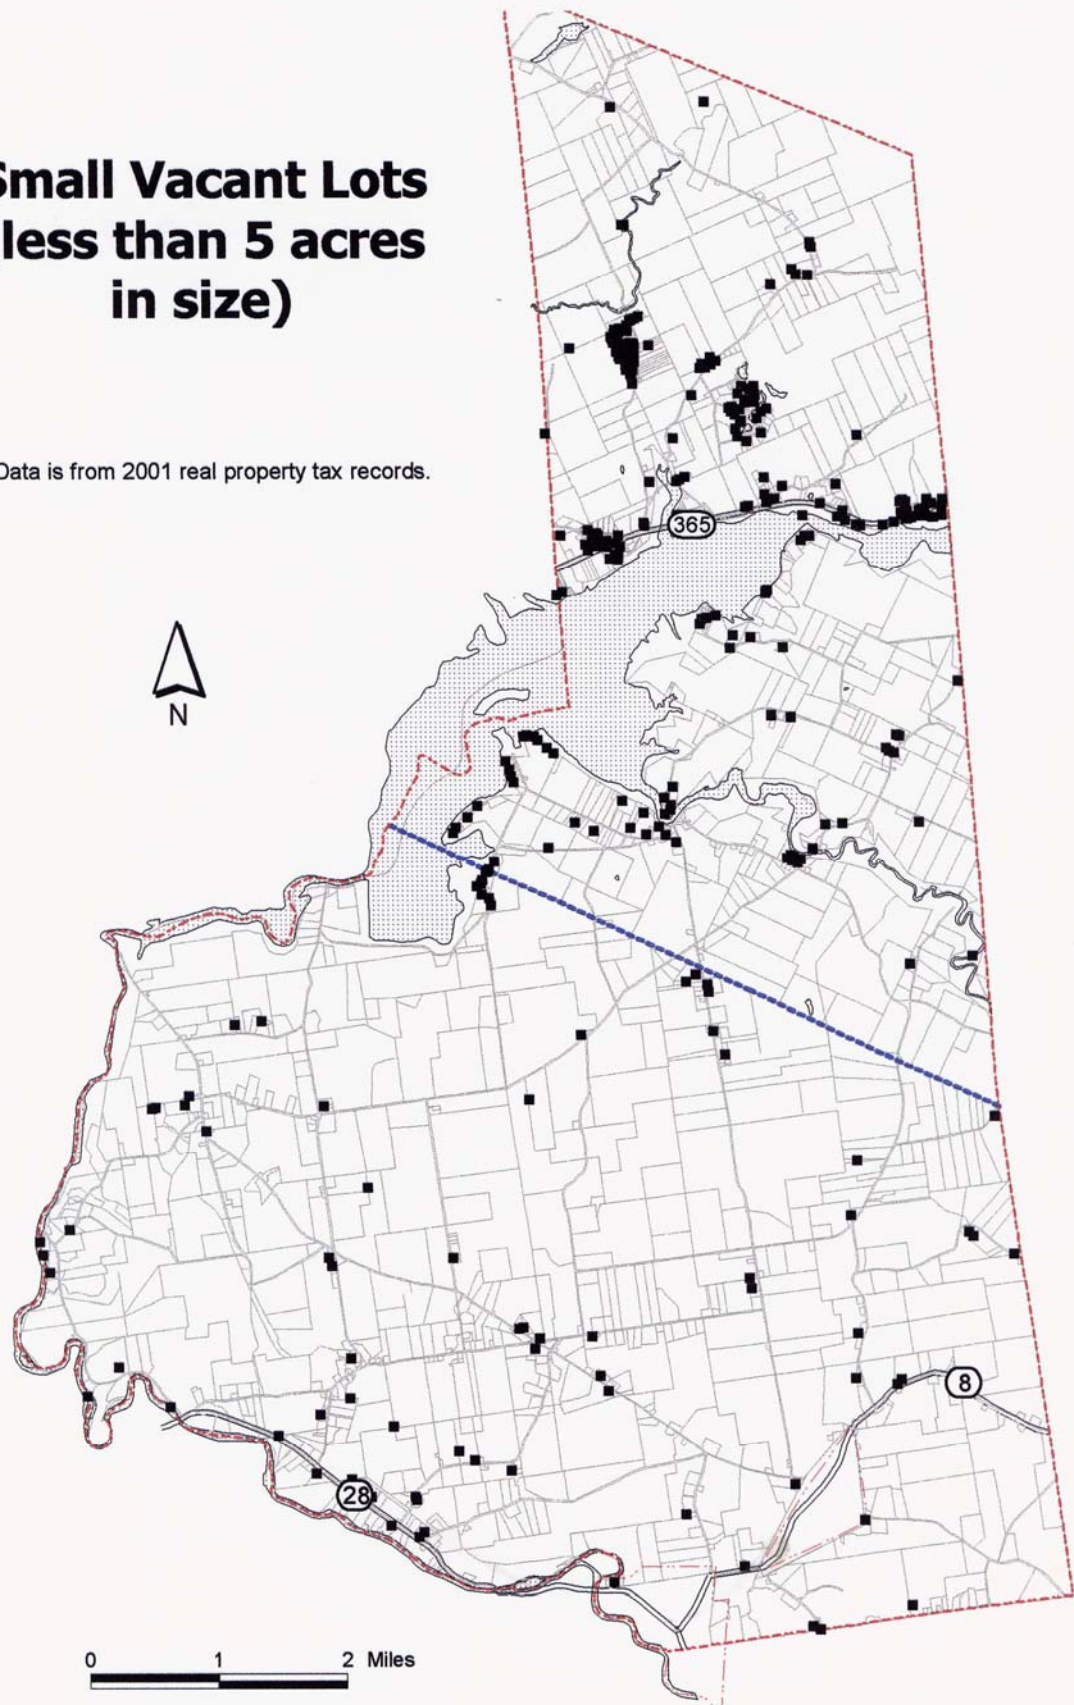 Small Vacant Lots
less than 5 acres
in size)
Data is from 2001 real property tax records.
365
N
8
28
0 1 2 Miles